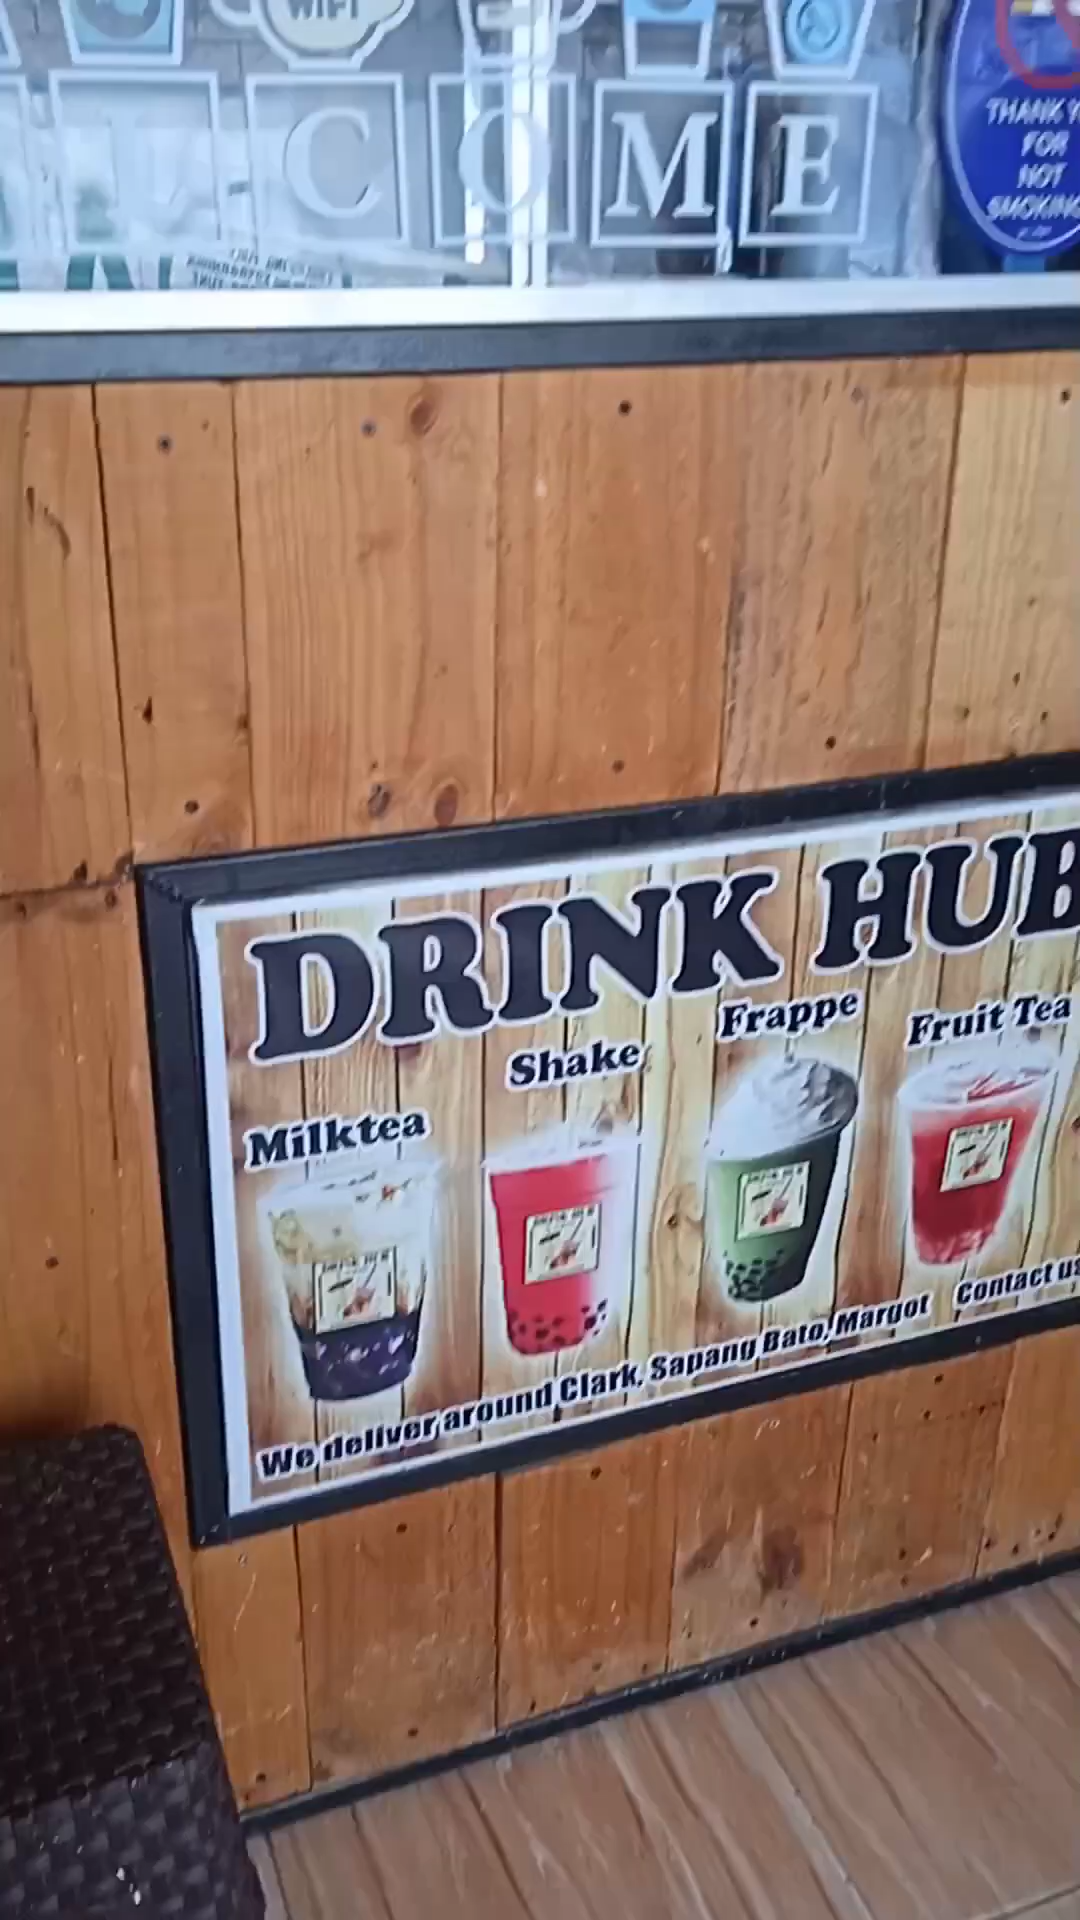 WIFI
L C O M E
THANK Y
FOR
NOT
SMOKING
DRINK HUB
Milktea
Shake
Frappe
Fruit Tea
We deliver around Clark, Sapang Bato, Margot Contact us